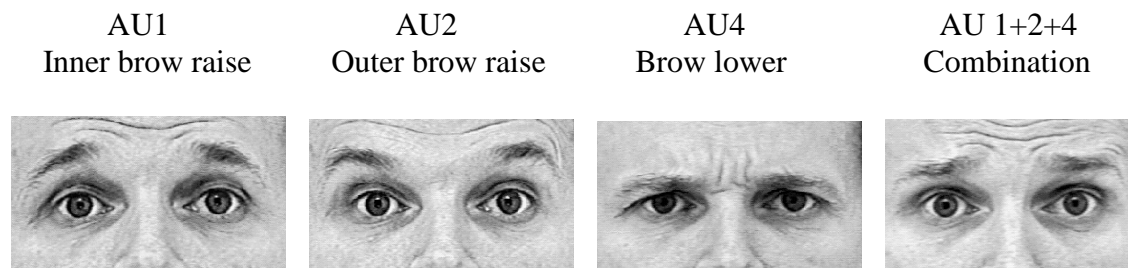 AU1 AU2 AU4 AU 1+2+4
Inner brow raise Outer brow raise Brow lower Combination